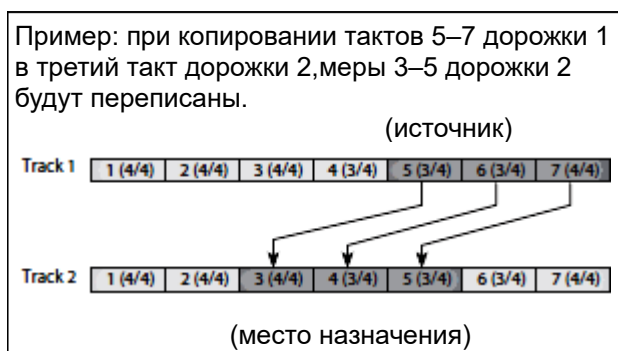 Пример: при копировании тактов 5–7 дорожки 1
в третий такт дорожки 2,меры 3–5 дорожки 2
будут переписаны.
(источник)
Track 1 1 (4/4) 2 (4/4) 3 (4/4) 4 (3/4) 5 (3/4) 6 (3/4) 7 (4/4)
Track 2 1 (4/4) 2 (4/4) 3 (4/4) 4 (3/4) 5 (3/4) 6 (3/4) 7 (4/4)
(место назначения)